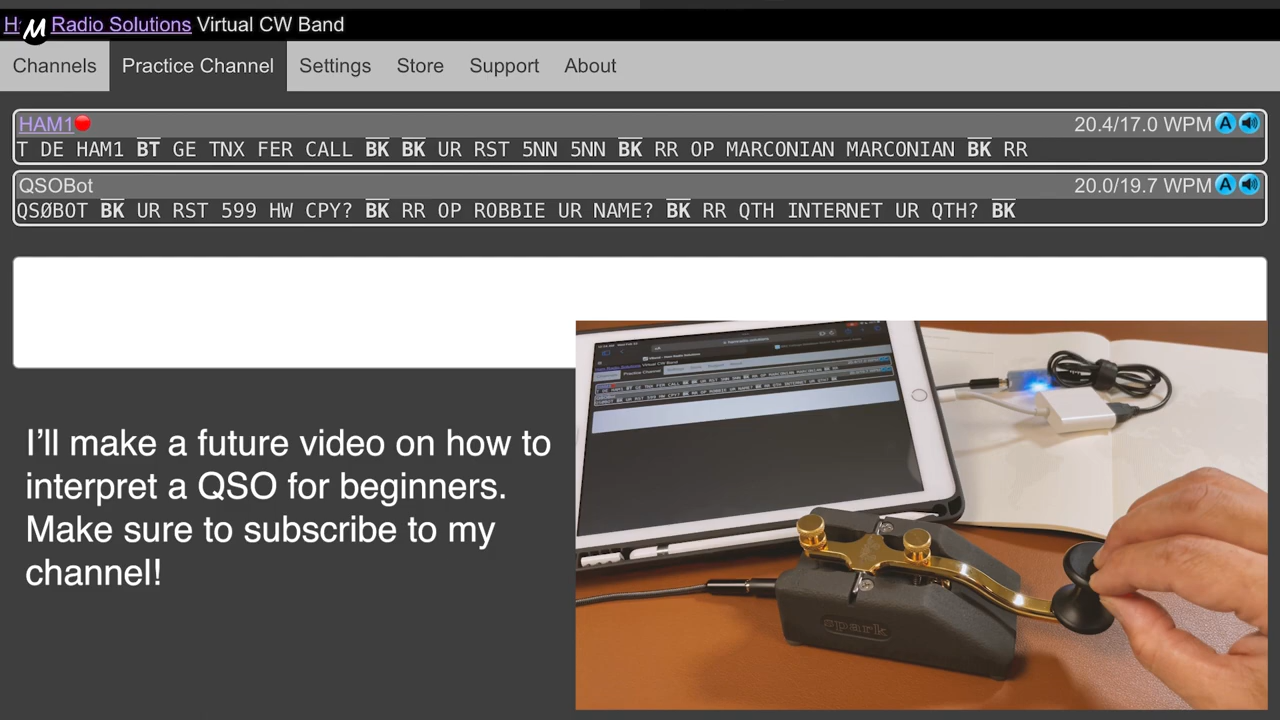 Radio Solutions Virtual CW Band
Channels Practice Channel Settings Store Support About
HAM1 20.4/17.0 WPM A
T DE HAM1 BT GE TNX FER CALL BK BK UR RST 5NN 5NN BK RR OP MARCONIAN MARCONIAN BK RR
QSOBot 20.0/19.7 WPM A
QSØBOT BK UR RST 599 HW CPY? BK RR OP ROBBIE UR NAME? BK RR QTH INTERNET UR QTH? BK
I'll make a future video on how to
interpret a QSO for beginners.
Make sure to subscribe to my
channel!
spark